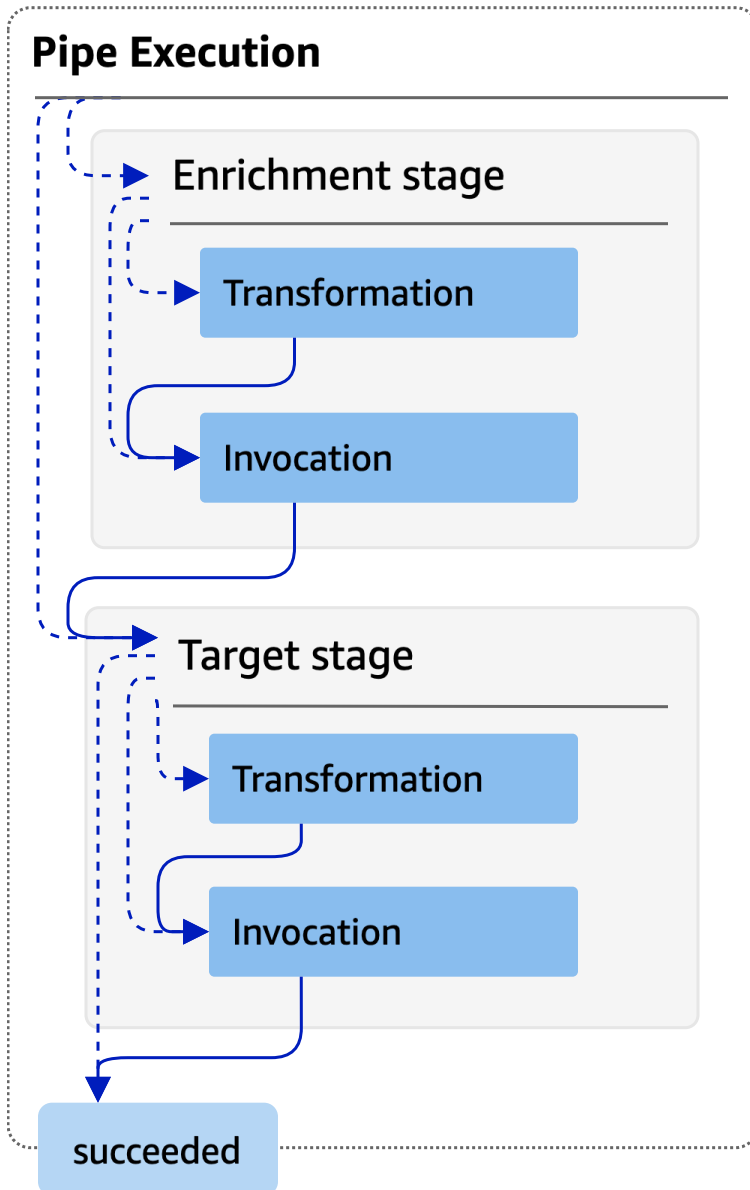 Pipe Execution
Enrichment stage
Transformation
Invocation
Target stage
Transformation
Invocation
succeeded